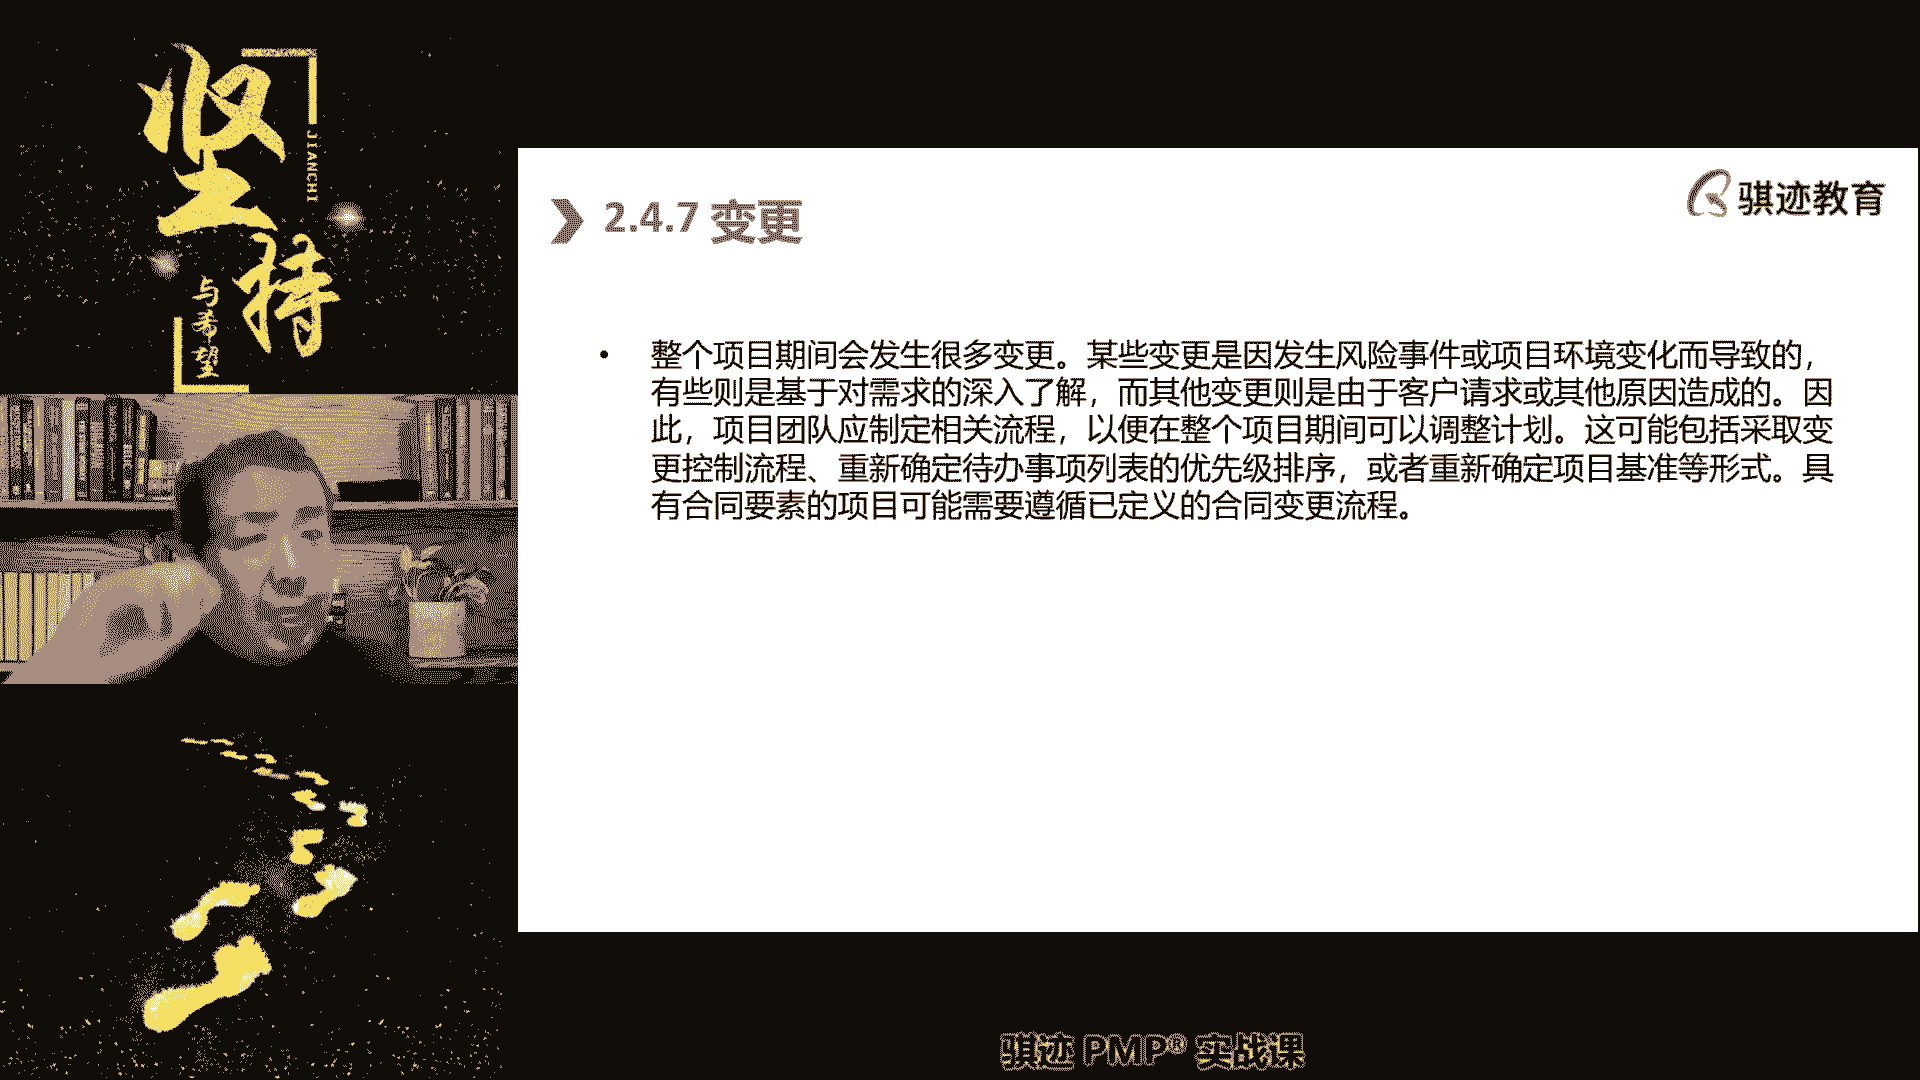 坚持
JIANCHI
与希望
骐迹教育
2.4.7 变更
• 整个项目期间会发生很多变更。某些变更是因发生风险事件或项目环境变化而导致的，
有些则是基于对需求的深入了解，而其他变更则是由于客户请求或其他原因造成的。因
此，项目团队应制定相关流程，以便在整个项目期间可以调整计划。这可能包括采取变
更控制流程、重新确定待办事项列表的优先级排序，或者重新确定项目基准等形式。具
有合同要素的项目可能需要遵循已定义的合同变更流程。
骐迹 PMP® 实战课